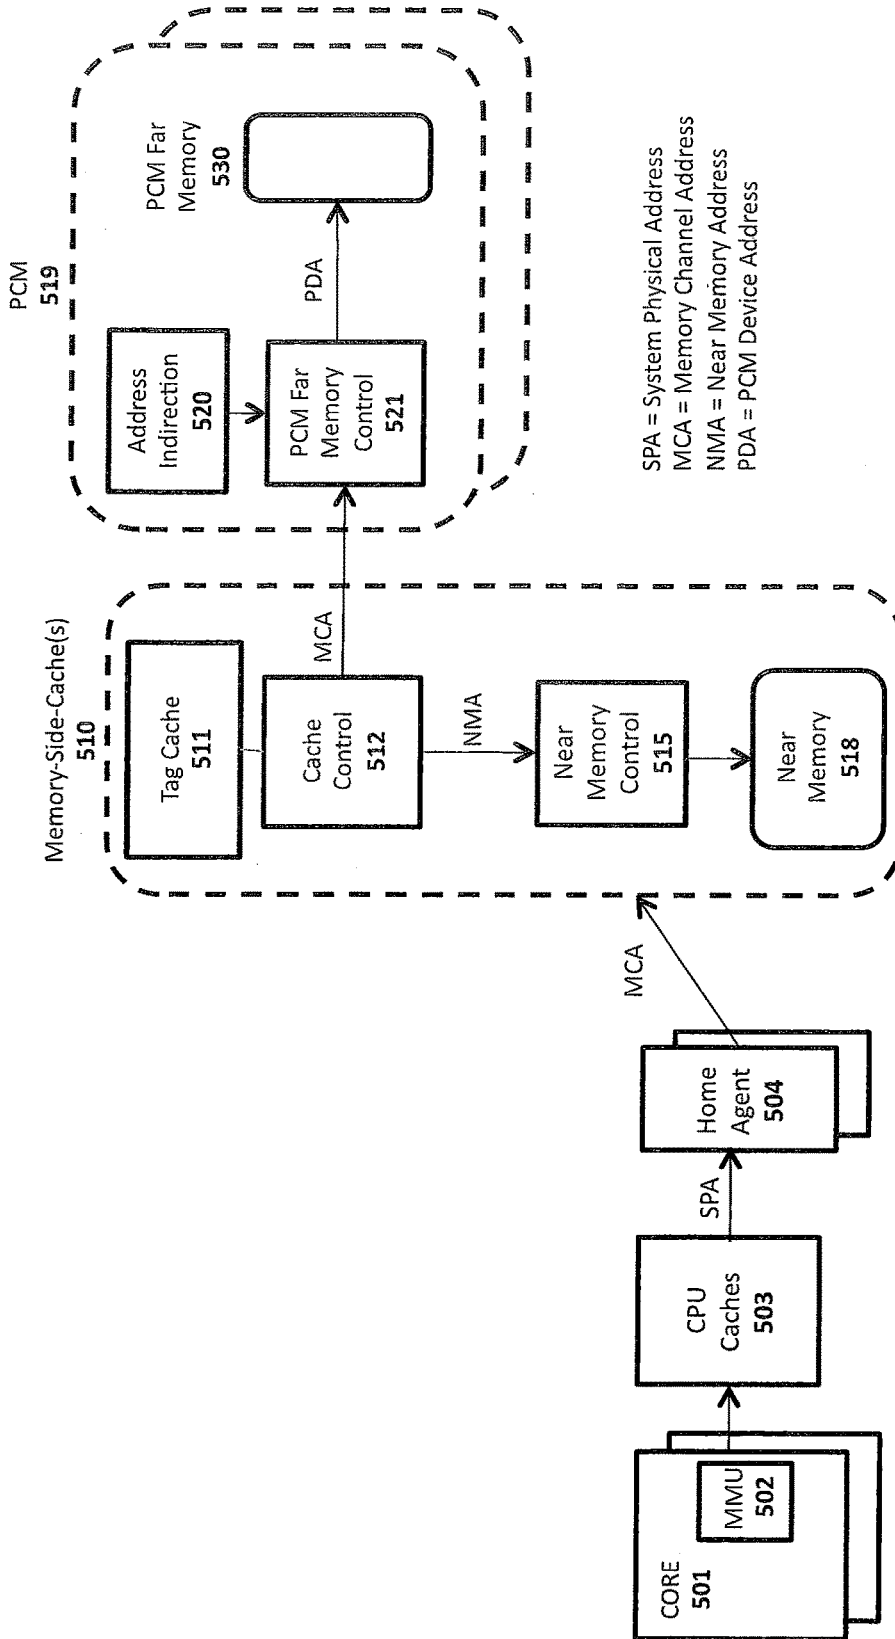 PCM
519
Address
Indirection
520
PCM Far
Memory
Control
521
PDA
PCM Far
Memory
530
Memory-Side-Cache(s)
510
Tag Cache
511
Cache
Control
512
MCA
NMA
Near
Memory
Control
515
Near
Memory
518
MCA
CORE
501
MMU
502
CPU
Caches
503
SPA
Home
Agent
504
SPA = System Physical Address
MCA = Memory Channel Address
NMA = Near Memory Address
PDA = PCM Device Address